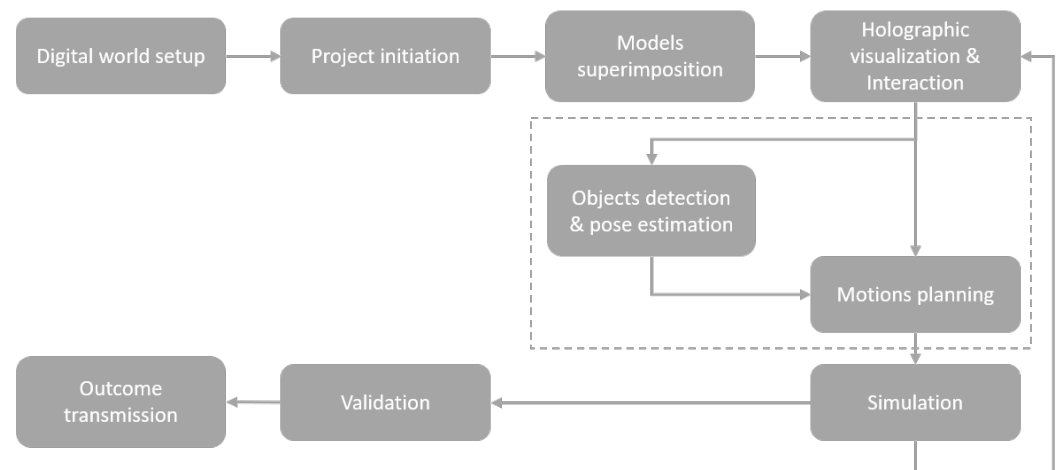 Digital world setup
Project initiation
Models
superimposition
Holographic
visualization &
Interaction
Objects detection
& pose estimation
Motions planning
Outcome
transmission
Validation
Simulation